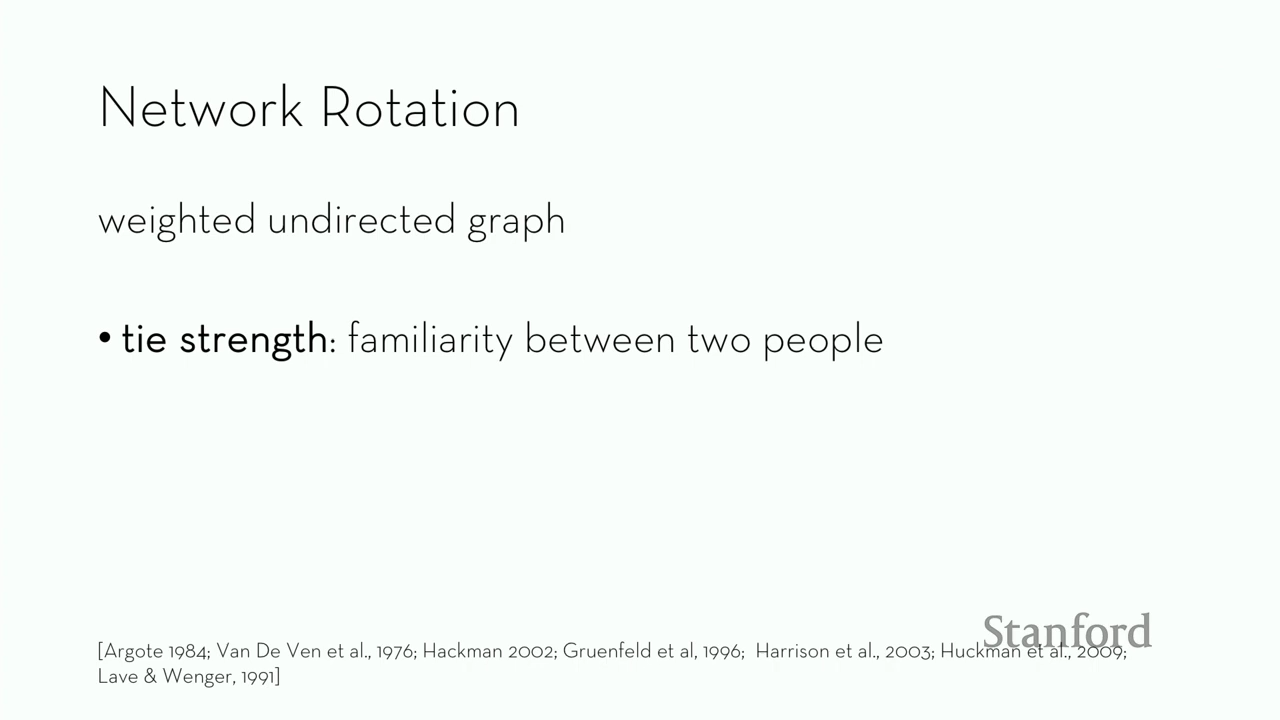 Network Rotation
weighted undirected graph
• tie strength: familiarity between two people
Stanford
[Argote 1984; Van De Ven et al., 1976; Hackman 2002; Gruenfeld et al, 1996;  Harrison et al., 2003; Huckman et al., 2009;
Lave & Wenger, 1991]